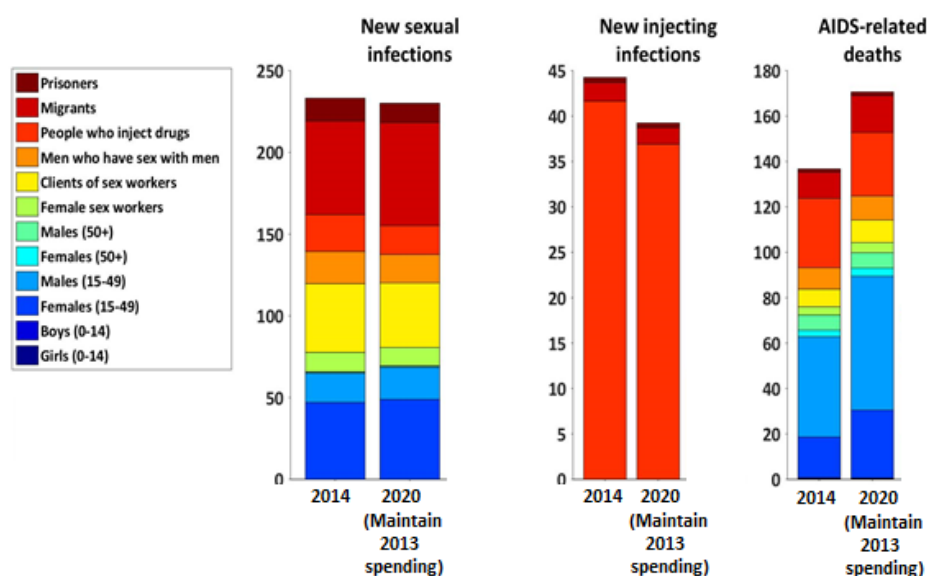 New sexual
infections
New injecting
infections
AIDS-related
deaths
Prisoners
Migrants
People who inject drugs
Men who have sex with men
Clients of sex workers
Female sex workers
Males (50+)
Females (50+)
Males (15-49)
Females (15-49)
Boys (0-14)
Girls (0-14)
250
200
150
100
50
0
2014
2020
(Maintain
2013
spending)
45
40
35
30
25
20
15
10
5
0
2014
2020
(Maintain
2013
spending)
180
160
140
120
100
80
60
40
20
0
2014
2020
(Maintain
2013
spending)